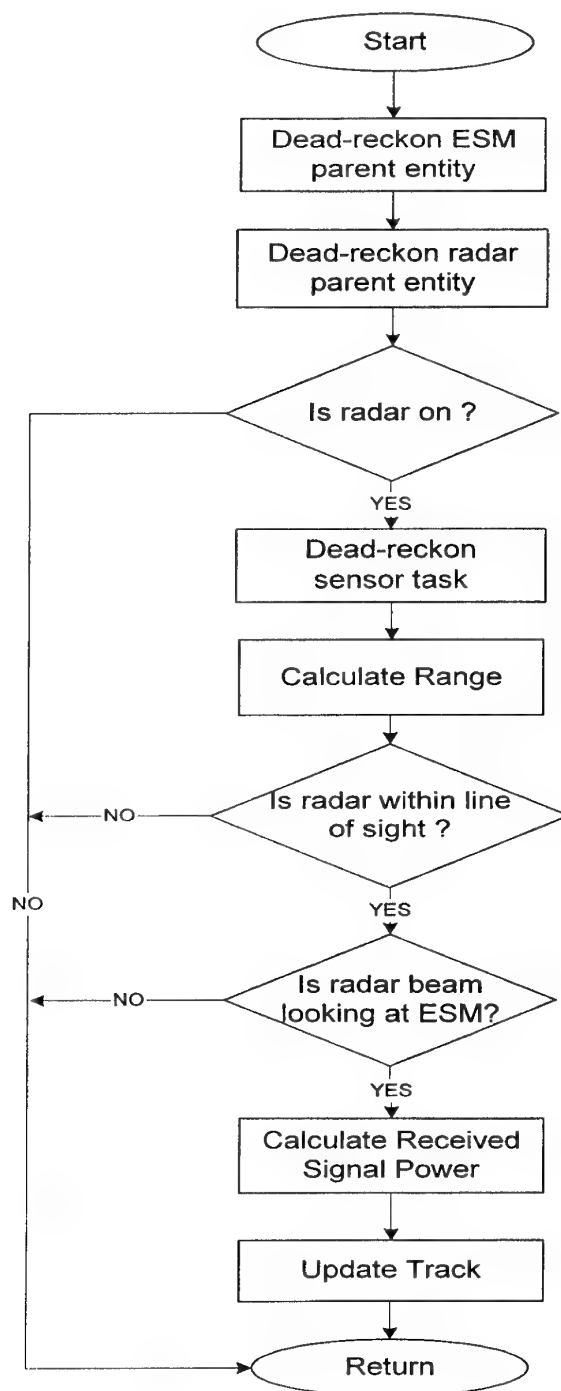 Start
Dead-reckon ESM
parent entity
Dead-reckon radar
parent entity
Is radar on ?
YES
Dead-reckon
sensor task
Calculate Range
Is radar within line
of sight ?
NO
NO
YES
Is radar beam
looking at ESM?
NO
YES
Calculate Received
Signal Power
Update Track
Return